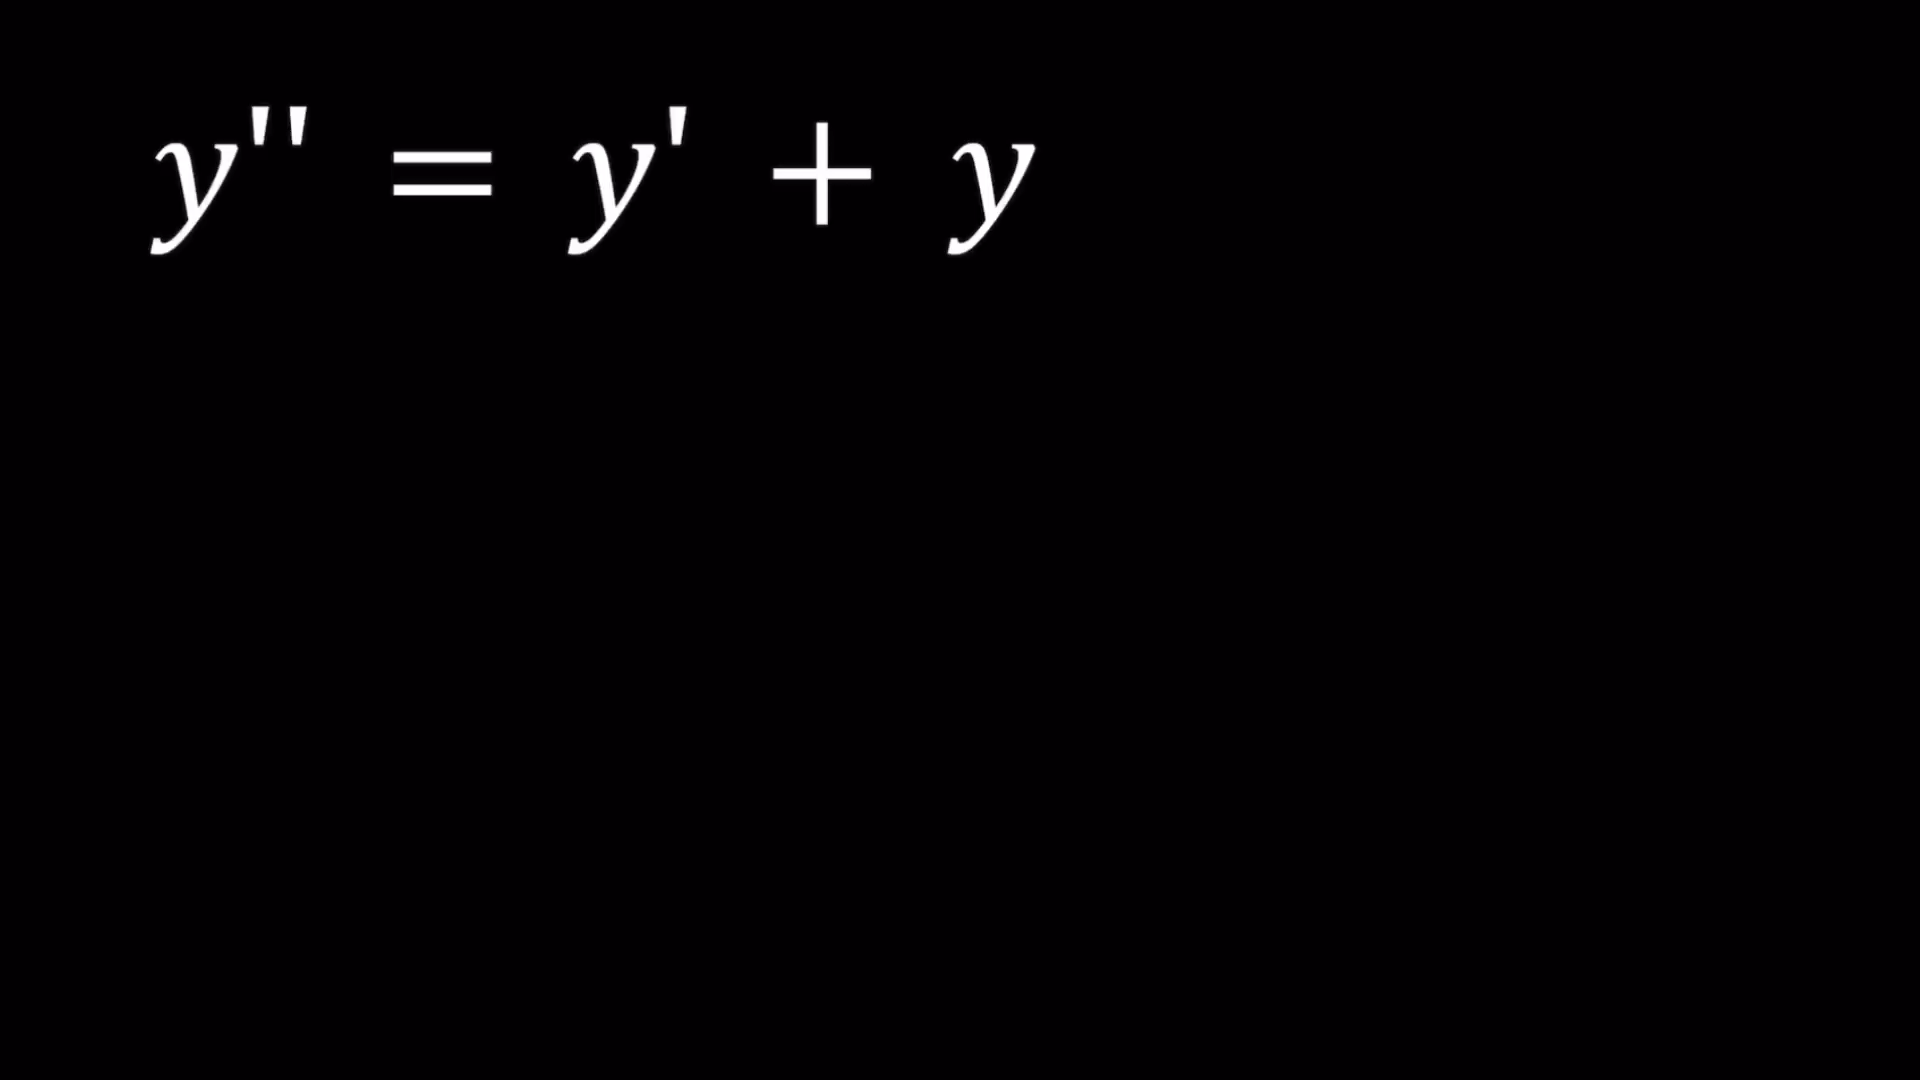 y'' = y' + y